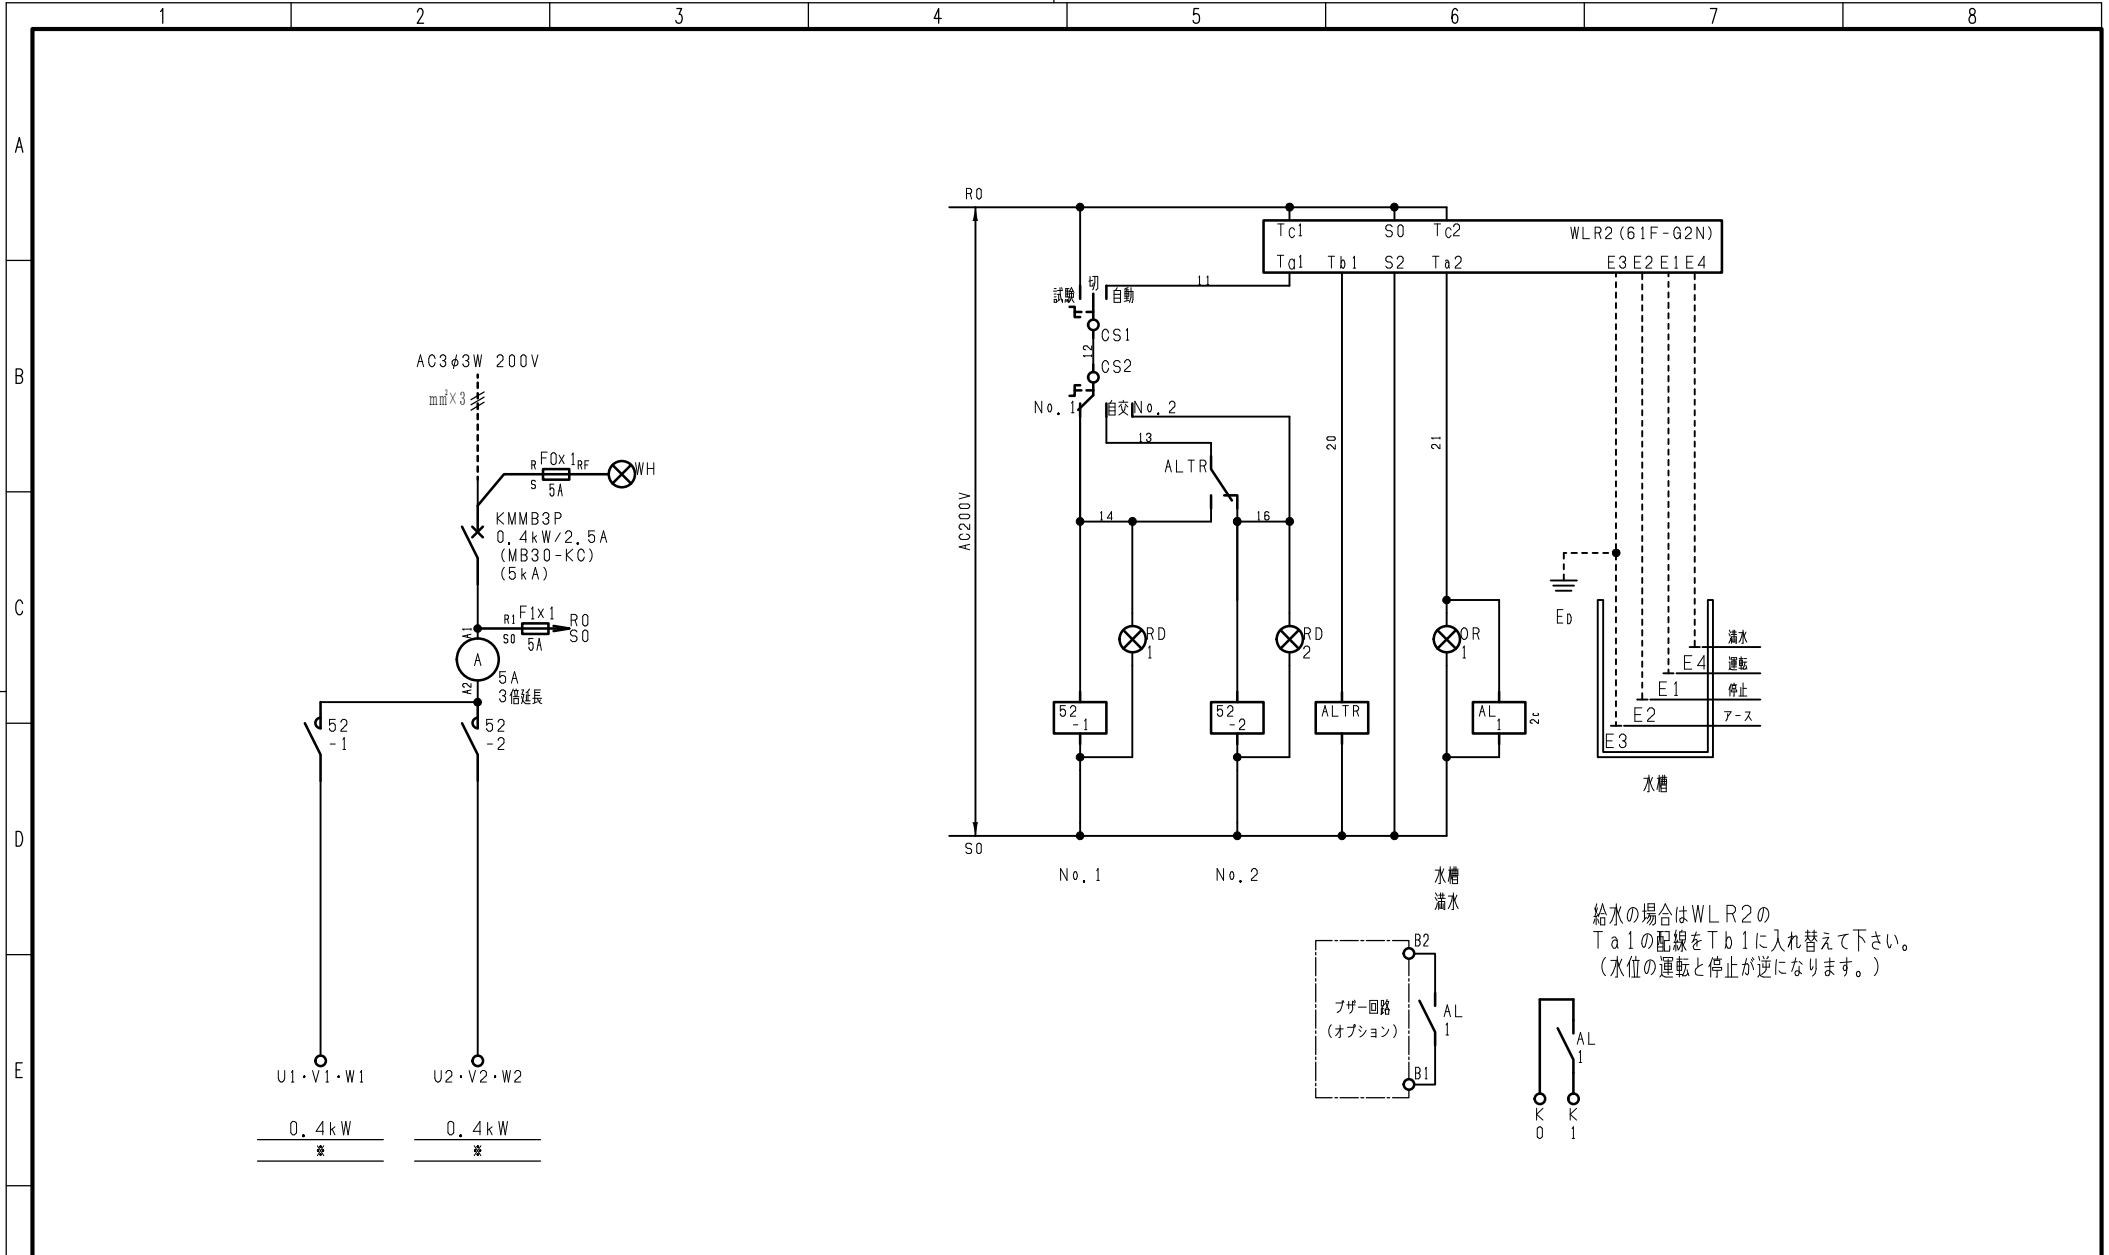 1 2 3 4 5 6 7 8
A
B
C
D
E
AC3φ3W 200V
mm²×3
R F0x1 RF
S 5A
WH
KMMB3P
0.4kW/2.5A
(MB30-KC)
(5kA)
R1 F1x1 R0
S0 5A S0
A1
A
A2
5A
3倍延長
52
-1
52
-2
U1・V1・W1
U2・V2・W2
0.4kW
※
0.4kW
※
R0
AC200V
S0
Tc1 S0 Tc2 WLR2(61F-G2N)
Ta1 Tb1 S2 Ta2 E3 E2 E1 E4
試験 切 自動
11
CS1
12
CS2
No.1 自交 No.2
13
ALTR
14
16
20
21
RD
1
RD
2
OR
1
52
-1
52
-2
ALTR
AL
1
2c
ED
E4 満水
E1 運転
E2 停止
E3 アース
水槽
No.1
No.2
水槽
満水
給水の場合はWLR2の
Ta1の配線をTb1に入れ替えて下さい。
(水位の運転と停止が逆になります。)
B2
ブザー回路
(オプション)
AL
1
B1
AL
1
K
0
K
1